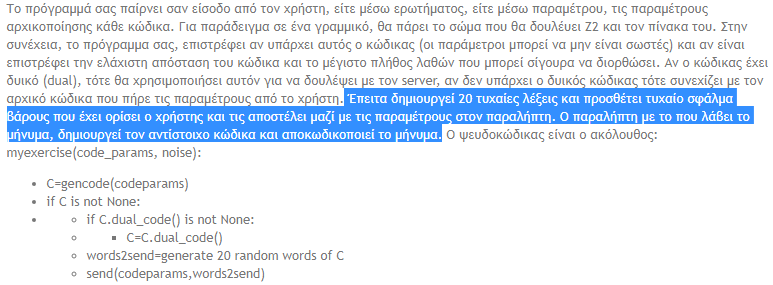 Το πρόγραμμά σας παίρνει σαν είσοδο από τον χρήστη, είτε μέσω ερωτήματος, είτε μέσω παραμέτρου, τις παραμέτρους
αρχικοποίησης κάθε κώδικα. Για παράδειγμα σε ένα γραμμικό, θα πάρει το σώμα που θα δουλέυει Z2 και τον πίνακα του. Στην
συνέχεια, το πρόγραμμα σας, επιστρέφει αν υπάρχει αυτός ο κώδικας (οι παράμετροι μπορεί να μην είναι σωστές) και αν είναι
επιστρέφει την ελάχιστη απόσταση του κώδικα και το μέγιστο πλήθος λαθών που μπορεί σίγουρα να διορθώσει. Αν ο κώδικας έχει
δυικό (dual), τότε θα χρησιμοποιήσει αυτόν για να δουλέψει με τον server, αν δεν υπάρχει ο δυικός κώδικας τότε συνεχίζει με τον
αρχικό κώδικα που πήρε τις παραμέτρους από το χρήστη. Έπειτα δημιουργεί 20 τυχαίες λέξεις και προσθέτει τυχαίο σφάλμα
βάρους που έχει ορίσει ο χρήστης και τις αποστέλει μαζί με τις παραμέτρους στον παραλήπτη. Ο παραλήπτη με το που λάβει το
μήνυμα, δημιουργεί τον αντίστοιχο κώδικα και αποκωδικοποιεί το μήνυμα. Ο ψευδοκώδικας είναι ο ακόλουθος:
myexercise(code_params, noise):
• C=gencode(codeparams)
• if C is not None:
• ◦ if C.dual_code() is not None:
◦ ▪ C=C.dual_code()
◦ words2send=generate 20 random words of C
◦ send(codeparams,words2send)